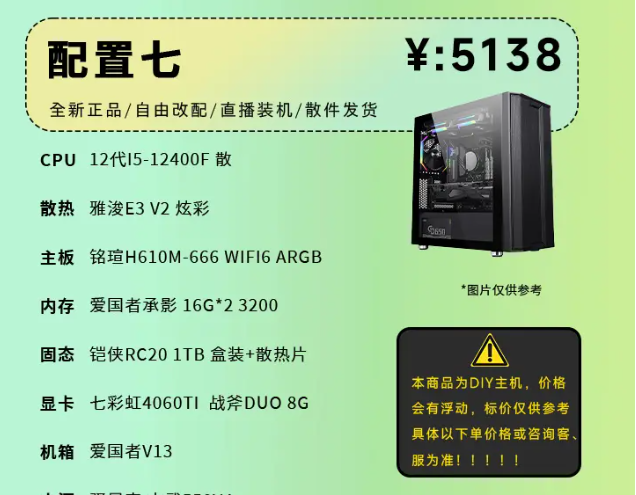 配置七
¥:5138
全新正品/自由改配/直播装机/散件发货
CPU 12代I5-12400F 散
散热 雅浚E3 V2 炫彩
主板 铭瑄H610M-666 WIFI6 ARGB
*图片仅供参考
内存 爱国者承影 16G*2 3200
固态 铠侠RC20 1TB 盒装+散热片
显卡 七彩虹4060TI 战斧DUO 8G
机箱 爱国者V13
本商品为DIY主机，价格
会有浮动，标价仅供参考
具体以下单价格或咨询客、
服为准！！！！！